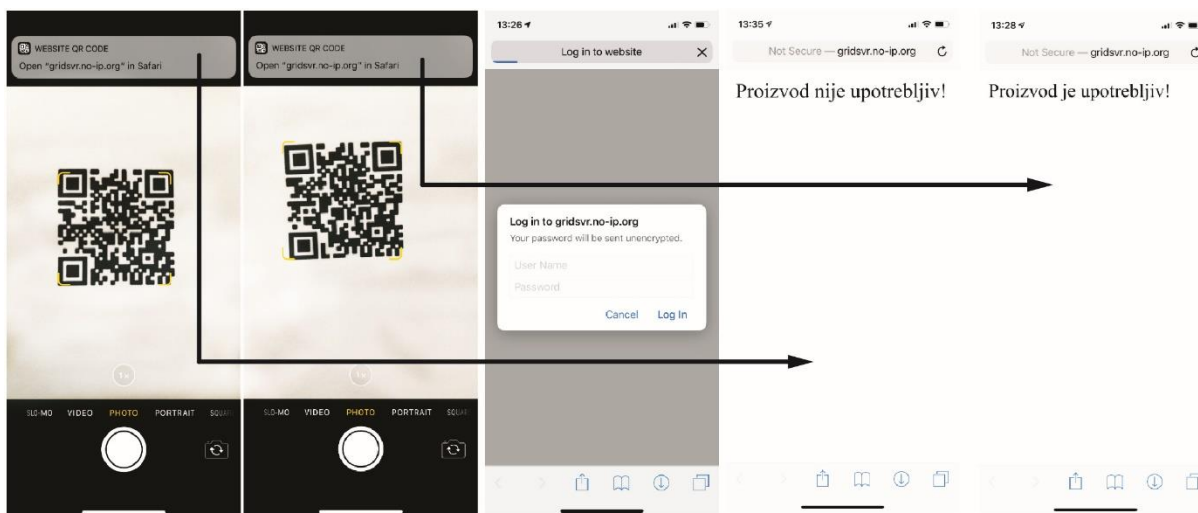 WEBSITE QR CODE
Open "gridsvr.no-ip.org" in Safari
1x
SLO-MO VIDEO PHOTO PORTRAIT SQUARE
WEBSITE QR CODE
Open "gridsvr.no-ip.org" in Safari
1x
SLO-MO VIDEO PHOTO PORTRAIT SQUARE
13:26
Log in to website
Log in to gridsvr.no-ip.org
Your password will be sent unencrypted.
User Name
Password
Cancel Log In
13:35
Not Secure — gridsvr.no-ip.org
Proizvod nije upotrebljiv!
13:28
Not Secure — gridsvr.no-ip.org
Proizvod je upotrebljiv!